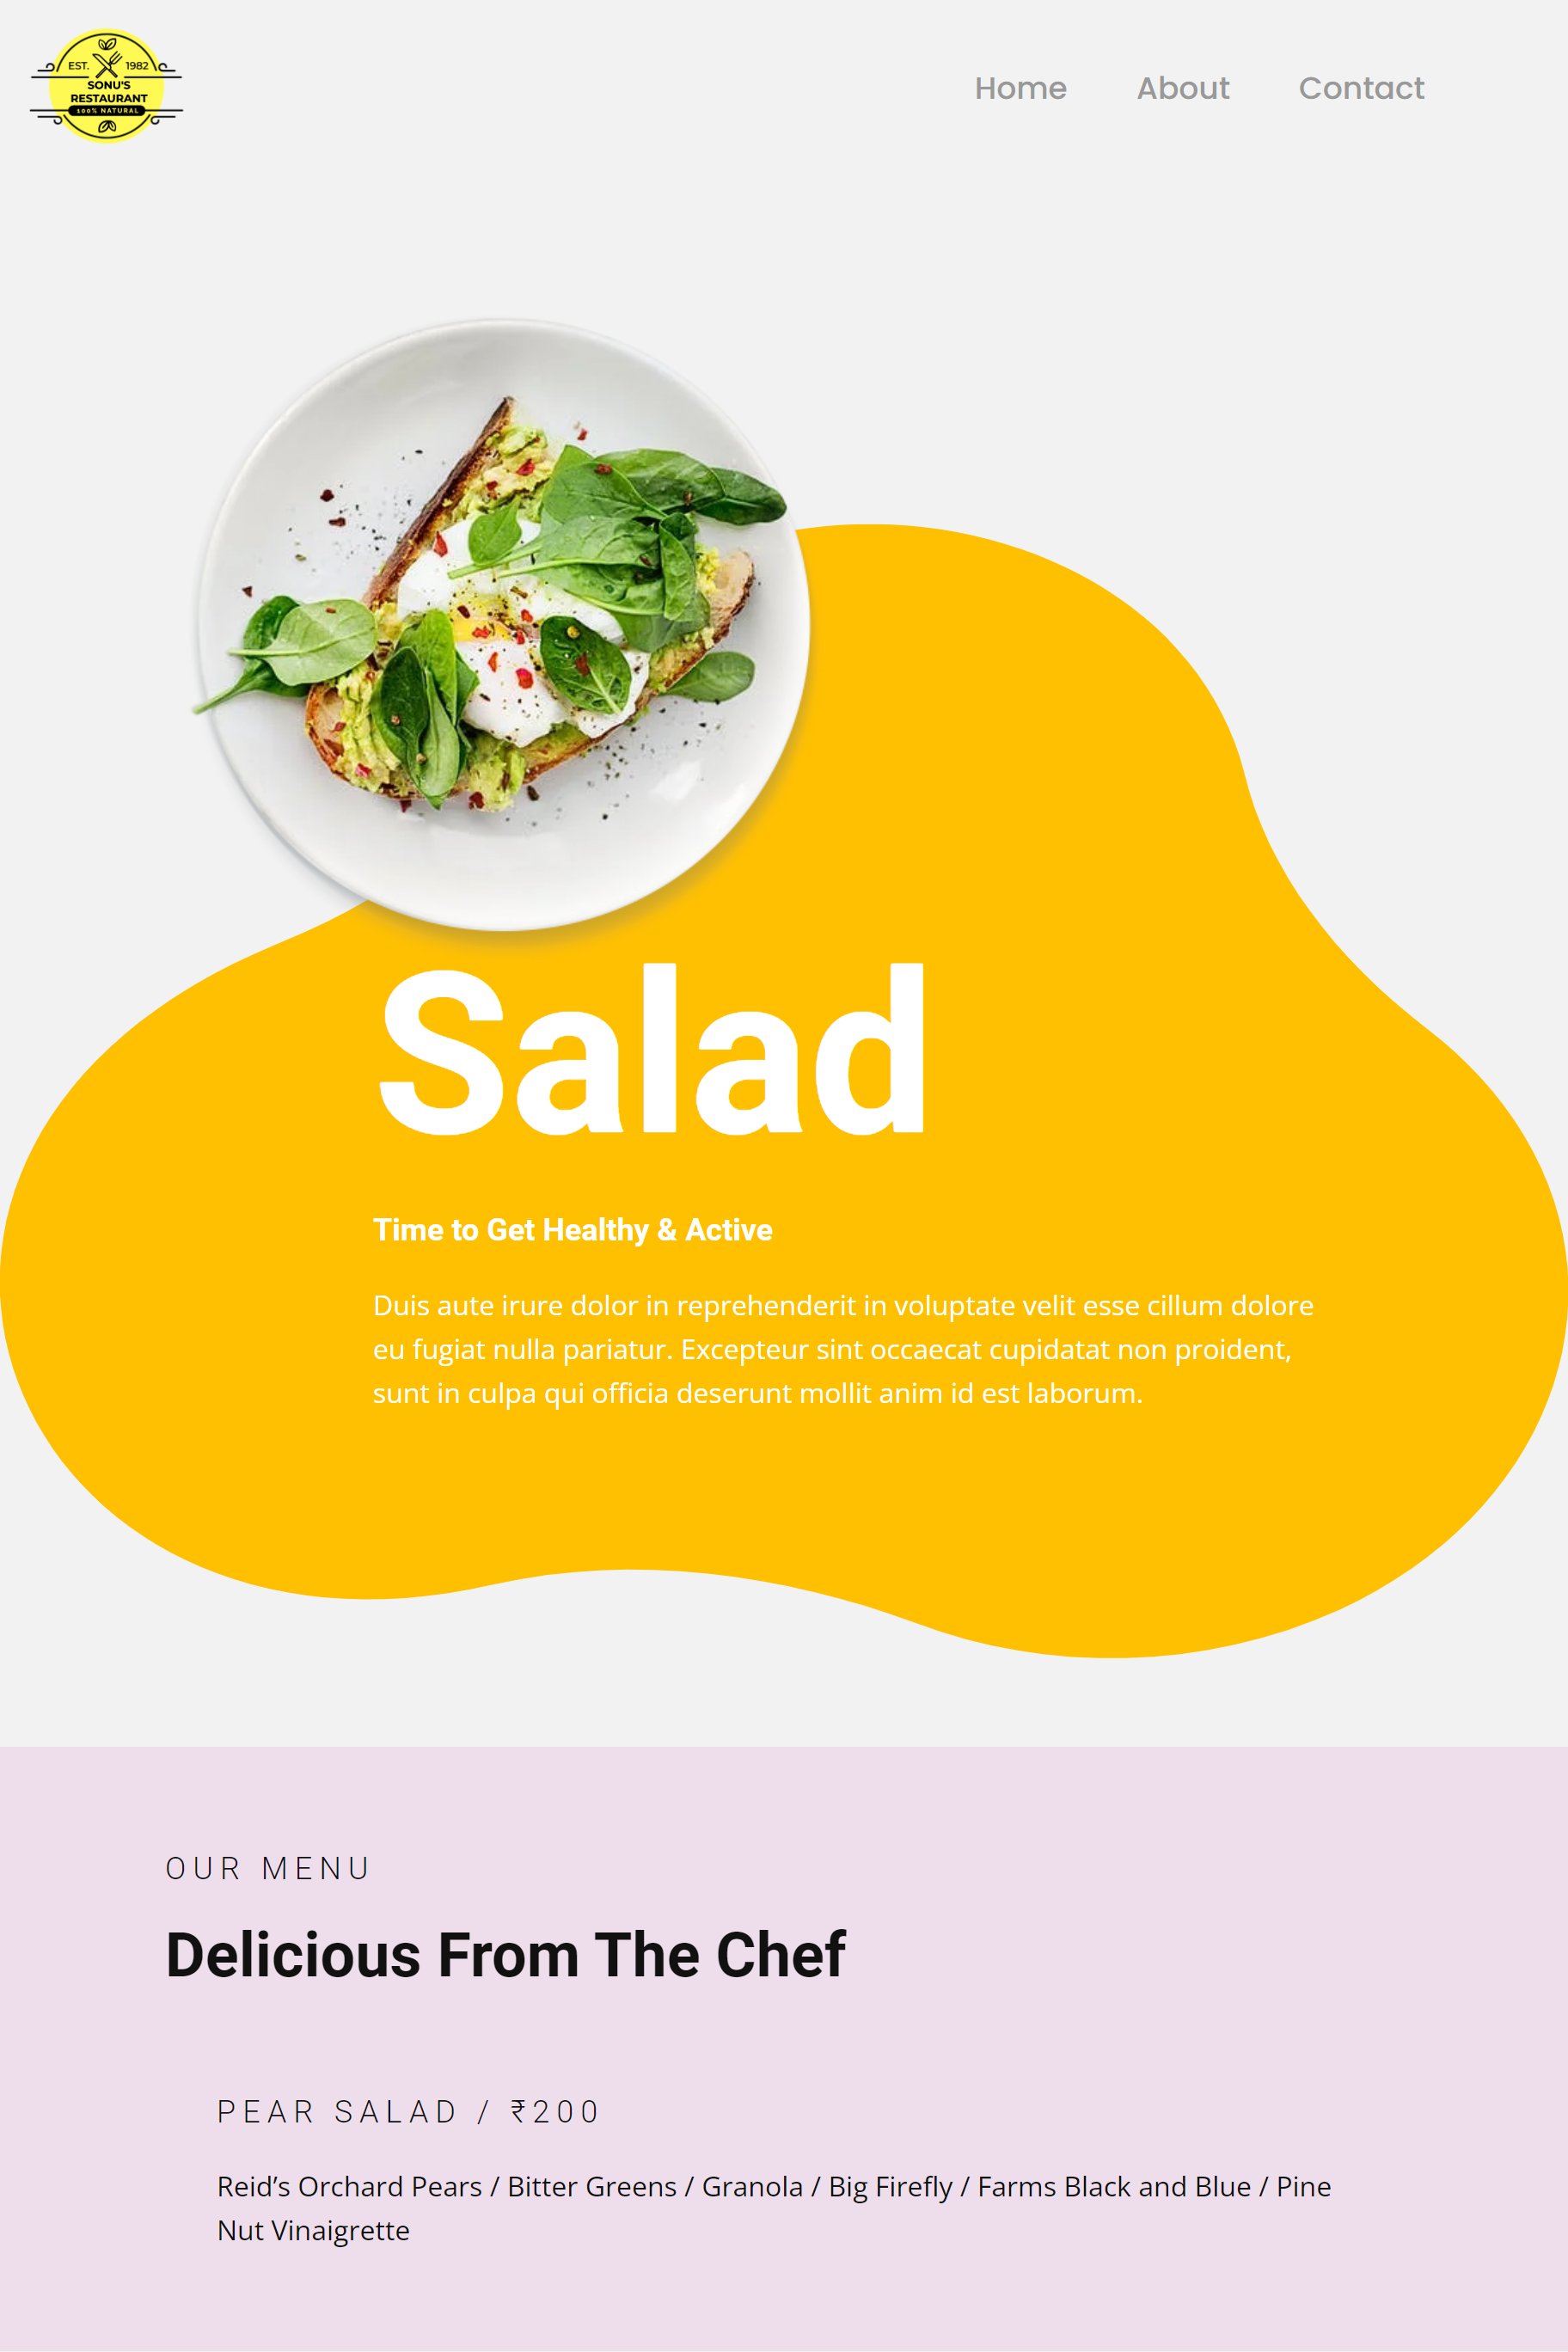 EST. 1982
SONU'S
RESTAURANT
100% NATURAL
Home About Contact
Salad
Time to Get Healthy & Active
Duis aute irure dolor in reprehenderit in voluptate velit esse cillum dolore
eu fugiat nulla pariatur. Excepteur sint occaecat cupidatat non proident,
sunt in culpa qui officia deserunt mollit anim id est laborum.
OUR MENU
Delicious From The Chef
PEAR SALAD / ₹200
Reid’s Orchard Pears / Bitter Greens / Granola / Big Firefly / Farms Black and Blue / Pine
Nut Vinaigrette